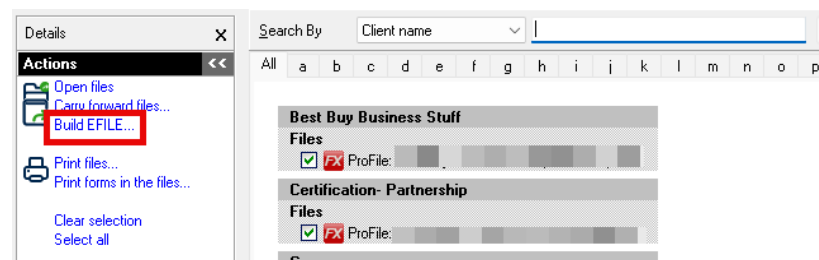 Details x
Actions <<
Open files
Carry forward files...
Build EFILE...
Print files...
Print forms in the files...
Clear selection
Select all
Search By Client name
All a b c d e f g h i j k l m n o p
Best Buy Business Stuff
Files
FX ProFile:
Certification- Partnership
Files
FX ProFile: